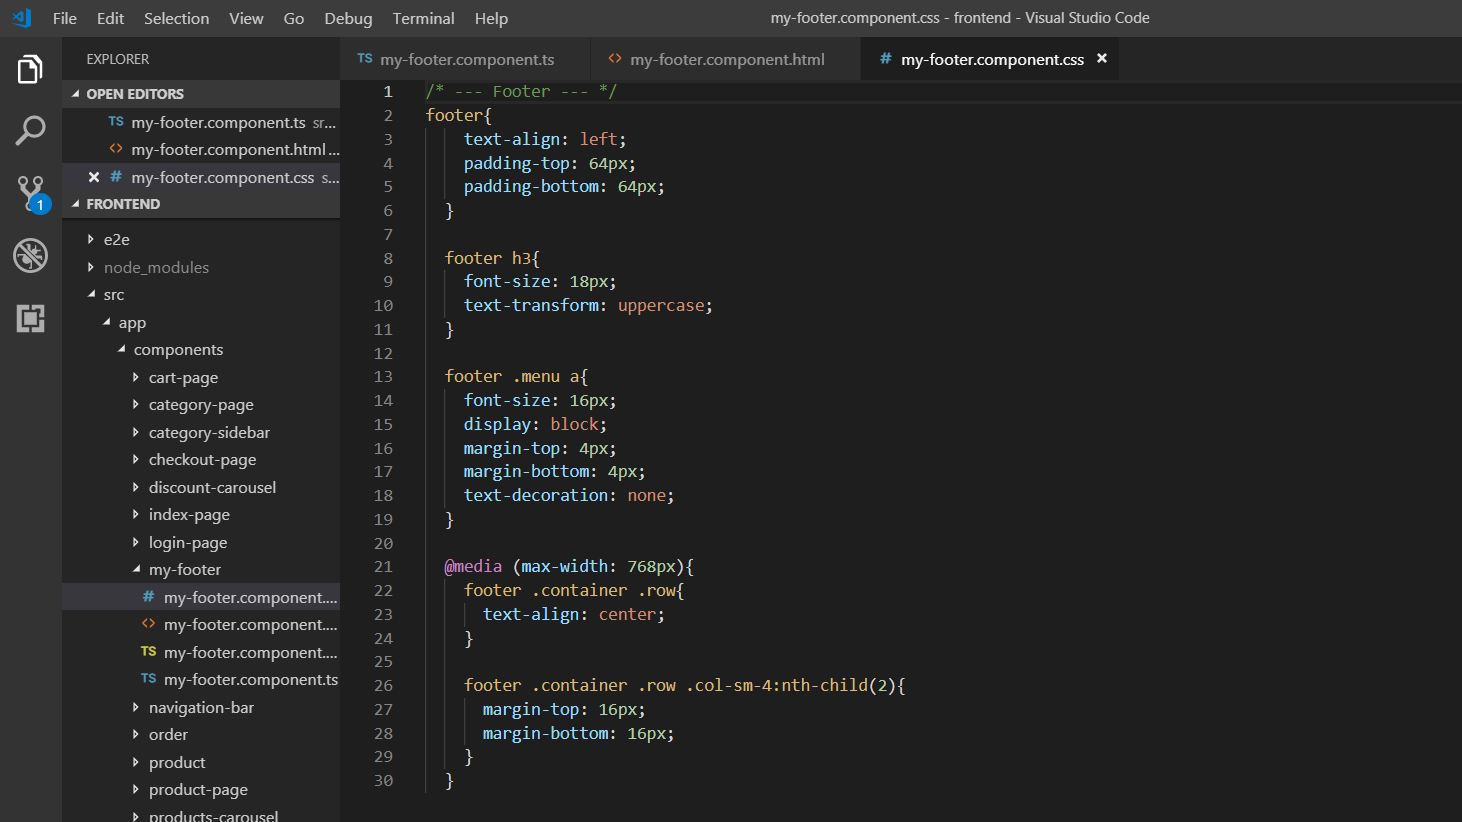 File Edit Selection View Go Debug Terminal Help
my-footer.component.css - frontend - Visual Studio Code
EXPLORER
OPEN EDITORS
TS my-footer.component.ts sr...
<> my-footer.component.html ...
# my-footer.component.css s...
1
FRONTEND
e2e
node_modules
src
app
components
cart-page
category-page
category-sidebar
checkout-page
discount-carousel
index-page
login-page
my-footer
# my-footer.component....
<> my-footer.component....
TS my-footer.component....
TS my-footer.component.ts
navigation-bar
order
product
product-page
products-carousel
TS my-footer.component.ts <> my-footer.component.html # my-footer.component.css
1 /* --- Footer --- */
2 footer{
3 text-align: left;
4 padding-top: 64px;
5 padding-bottom: 64px;
6 }
7
8 footer h3{
9 font-size: 18px;
10 text-transform: uppercase;
11 }
12
13 footer .menu a{
14 font-size: 16px;
15 display: block;
16 margin-top: 4px;
17 margin-bottom: 4px;
18 text-decoration: none;
19 }
20
21 @media (max-width: 768px){
22 footer .container .row{
23 text-align: center;
24 }
25
26 footer .container .row .col-sm-4:nth-child(2){
27 margin-top: 16px;
28 margin-bottom: 16px;
29 }
30 }